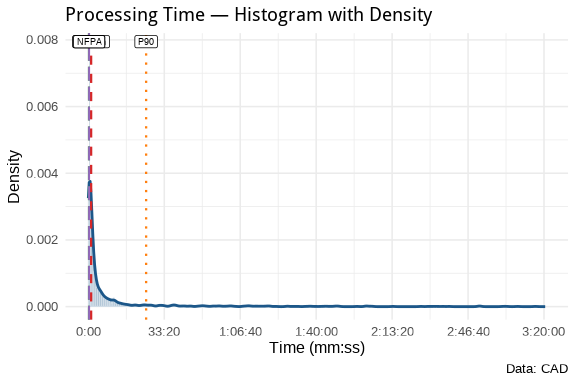 Processing Time — Histogram with Density
NFPA
P90
0.008
0.006
0.004
0.002
0.000
Density
0:00
33:20
1:06:40
1:40:00
2:13:20
2:46:40
3:20:00
Time (mm:ss)
Data: CAD